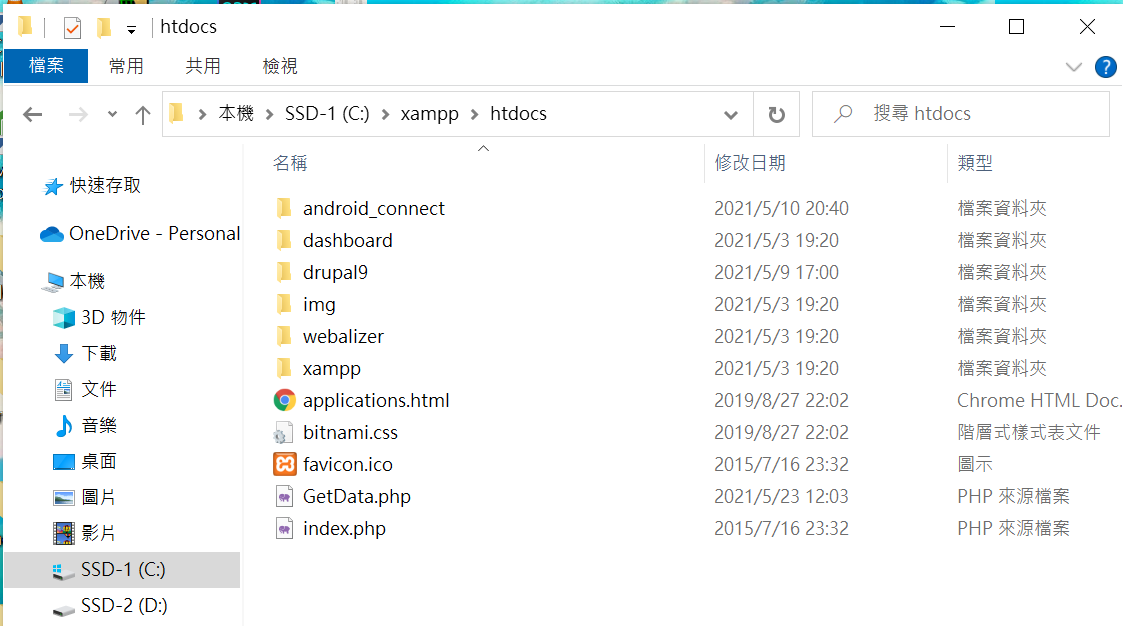 htdocs
檔案 常用 共用 檢視
本機 SSD-1 (C:) xampp htdocs 搜尋 htdocs
名稱 修改日期 類型
快速存取
OneDrive - Personal
本機
3D 物件
下載
文件
音樂
桌面
圖片
影片
SSD-1 (C:)
SSD-2 (D:)
android_connect 2021/5/10 20:40 檔案資料夾
dashboard 2021/5/3 19:20 檔案資料夾
drupal9 2021/5/9 17:00 檔案資料夾
img 2021/5/3 19:20 檔案資料夾
webalizer 2021/5/3 19:20 檔案資料夾
xampp 2021/5/3 19:20 檔案資料夾
applications.html 2019/8/27 22:02 Chrome HTML Doc.
bitnami.css 2019/8/27 22:02 階層式樣式表文件
favicon.ico 2015/7/16 23:32 圖示
GetData.php 2021/5/23 12:03 PHP 來源檔案
index.php 2015/7/16 23:32 PHP 來源檔案